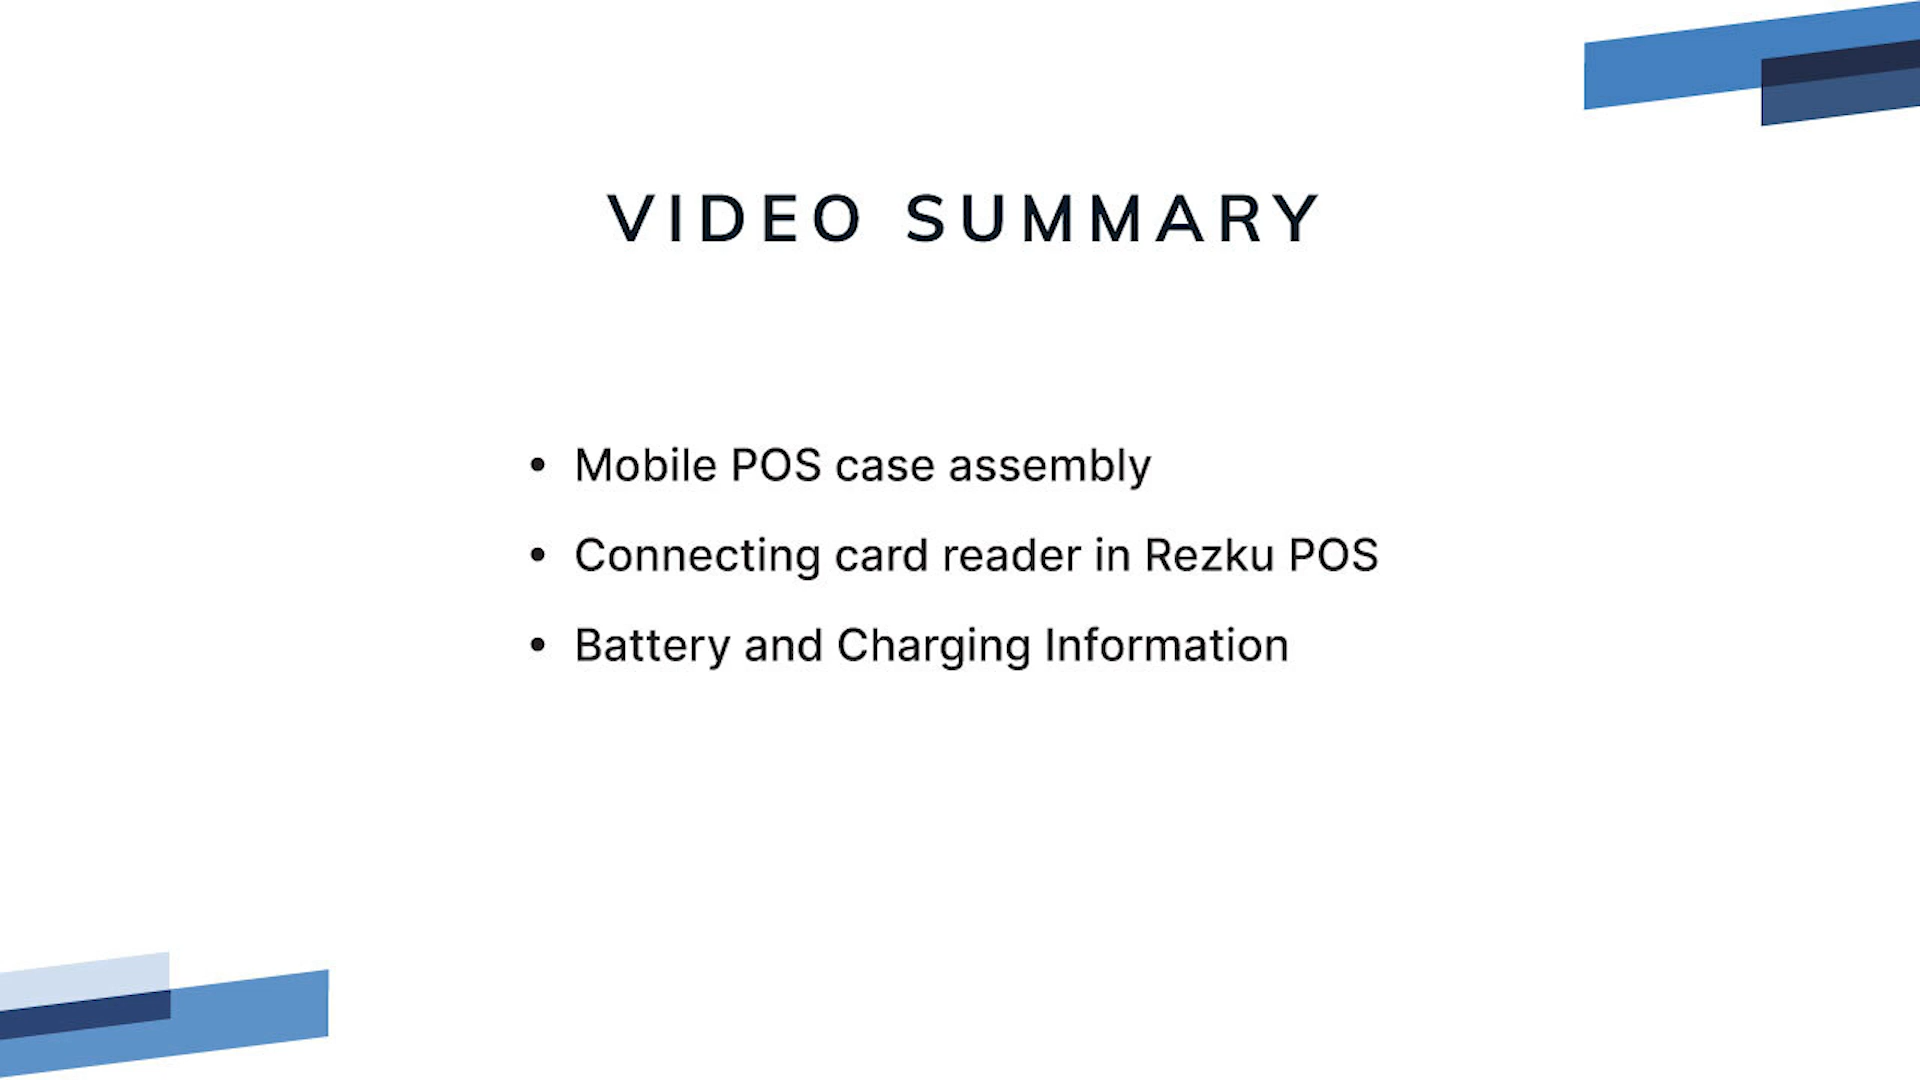 VIDEO SUMMARY
• Mobile POS case assembly
• Connecting card reader in Rezku POS
• Battery and Charging Information